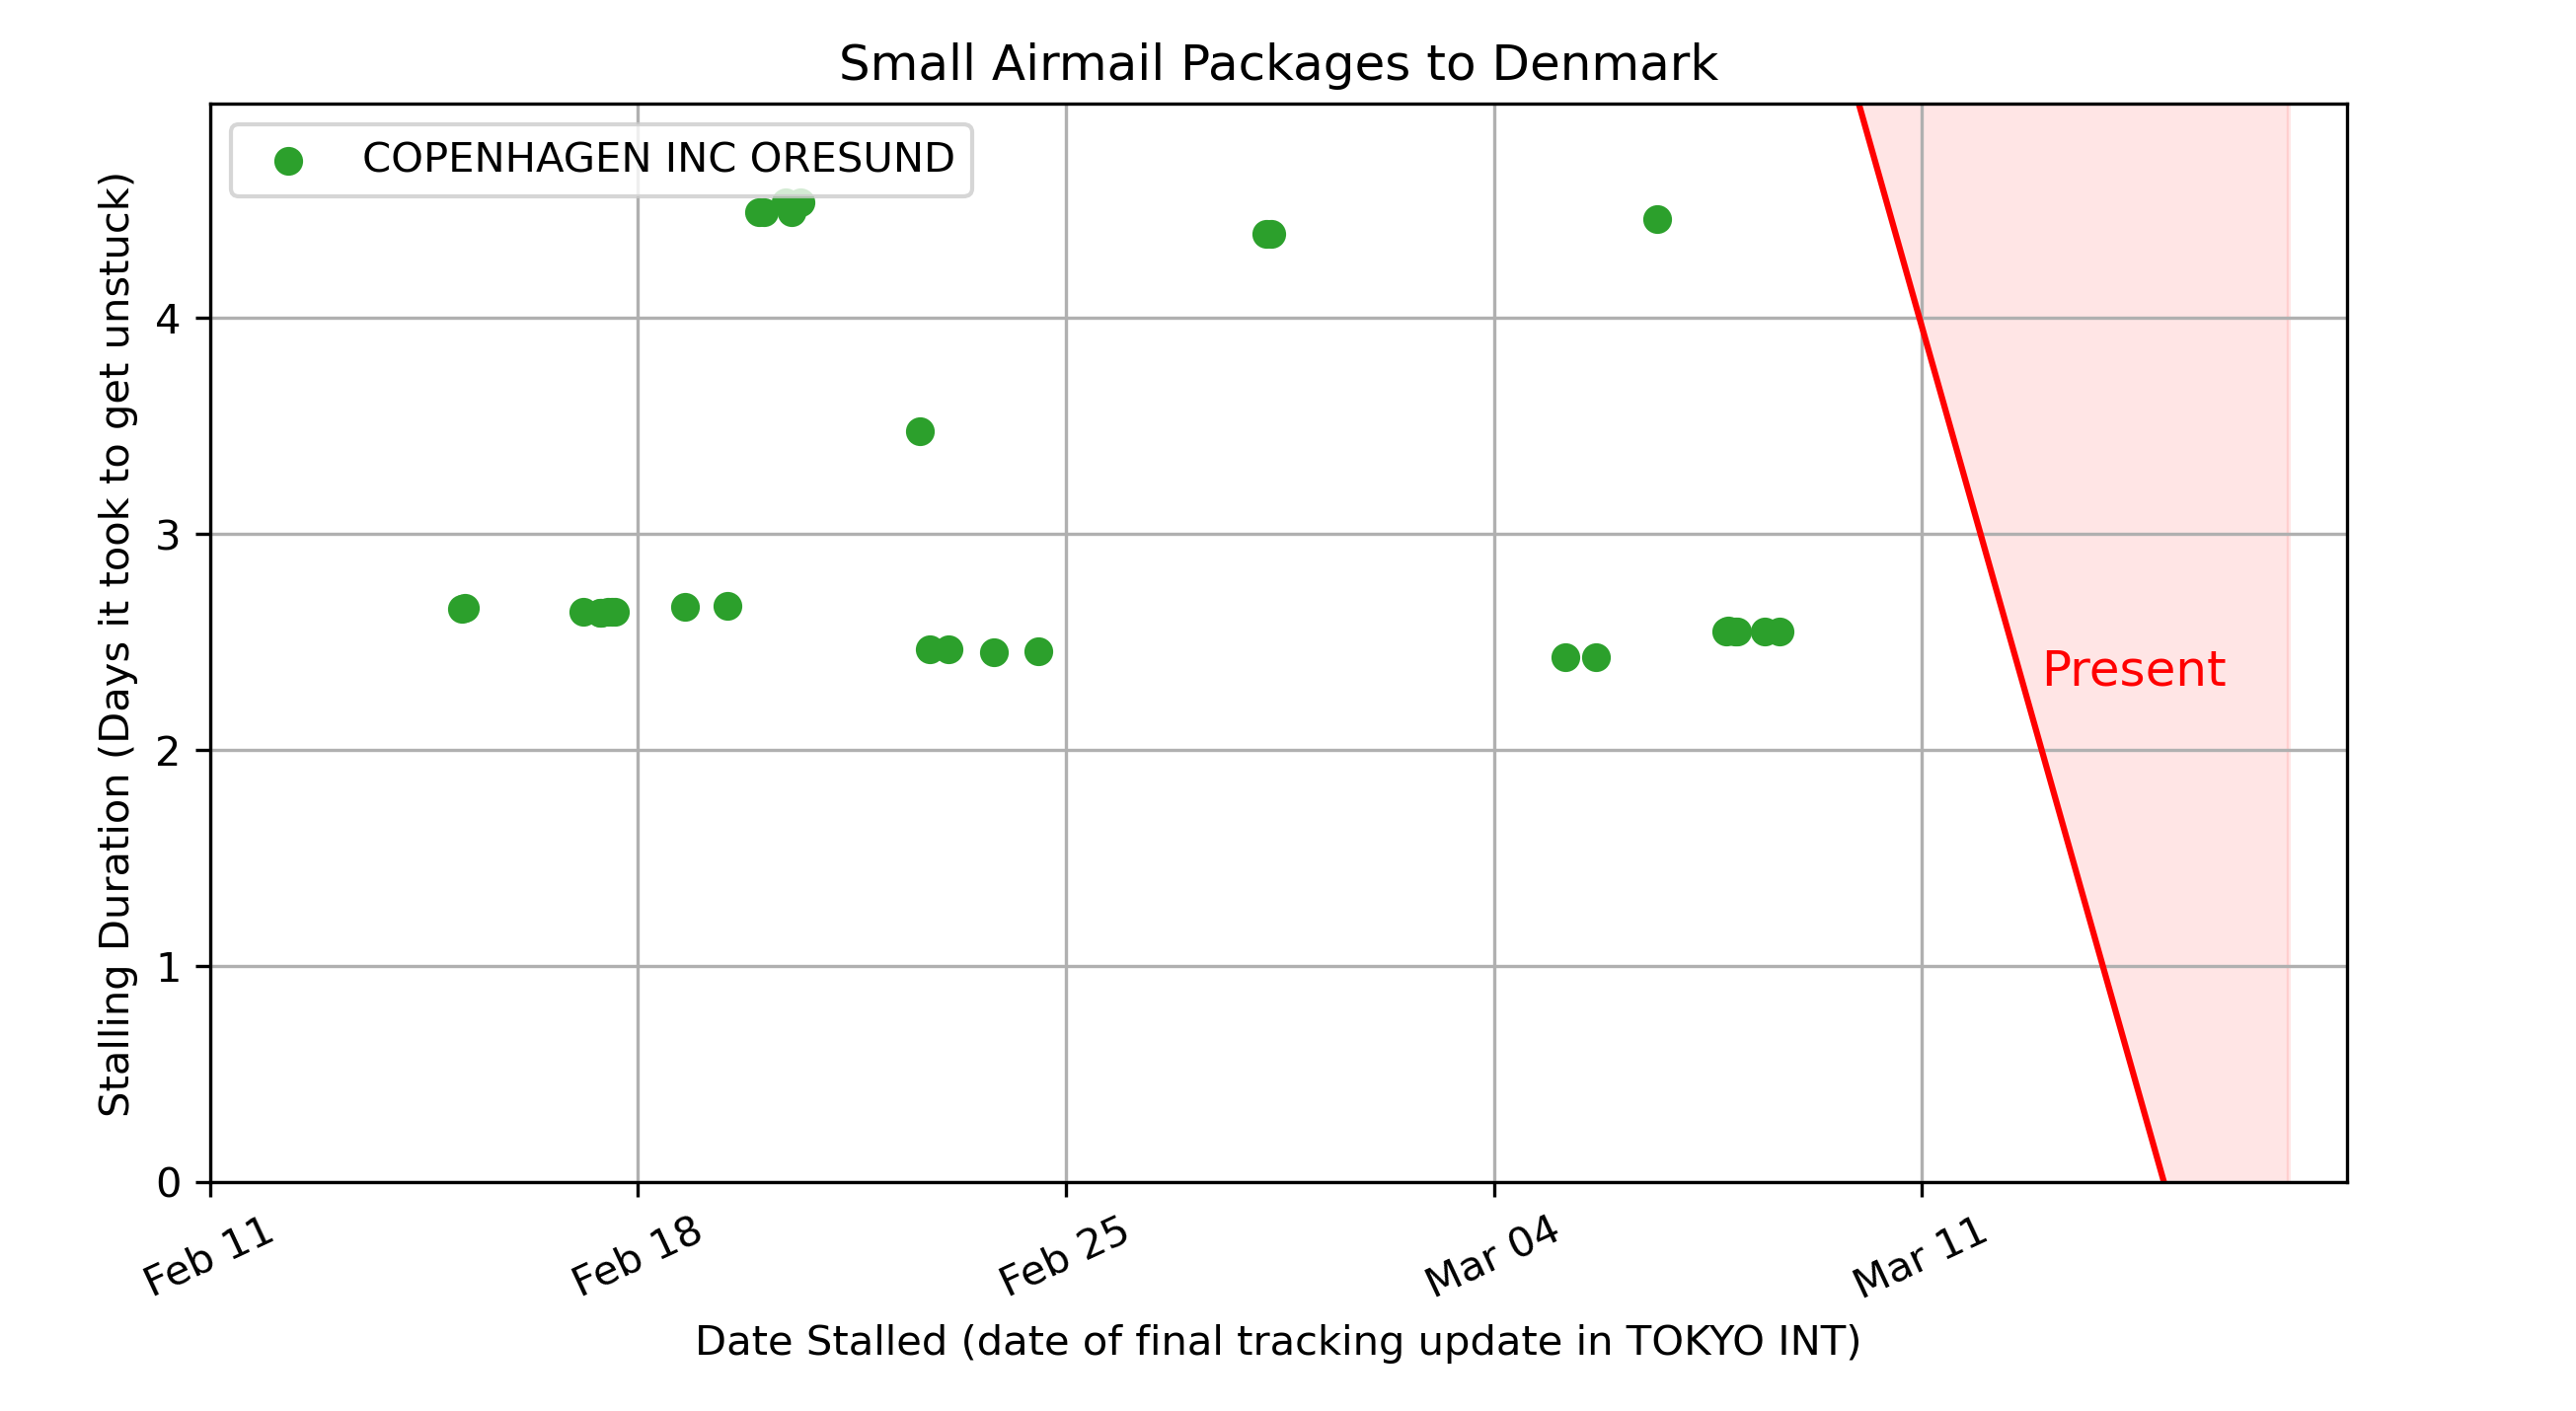 Small Airmail Packages to Denmark
COPENHAGEN INC ORESUND
Stalling Duration (Days it took to get unstuck)
4
3
2
1
0
Present
Feb 11
Feb 18
Feb 25
Mar 04
Mar 11
Date Stalled (date of final tracking update in TOKYO INT)